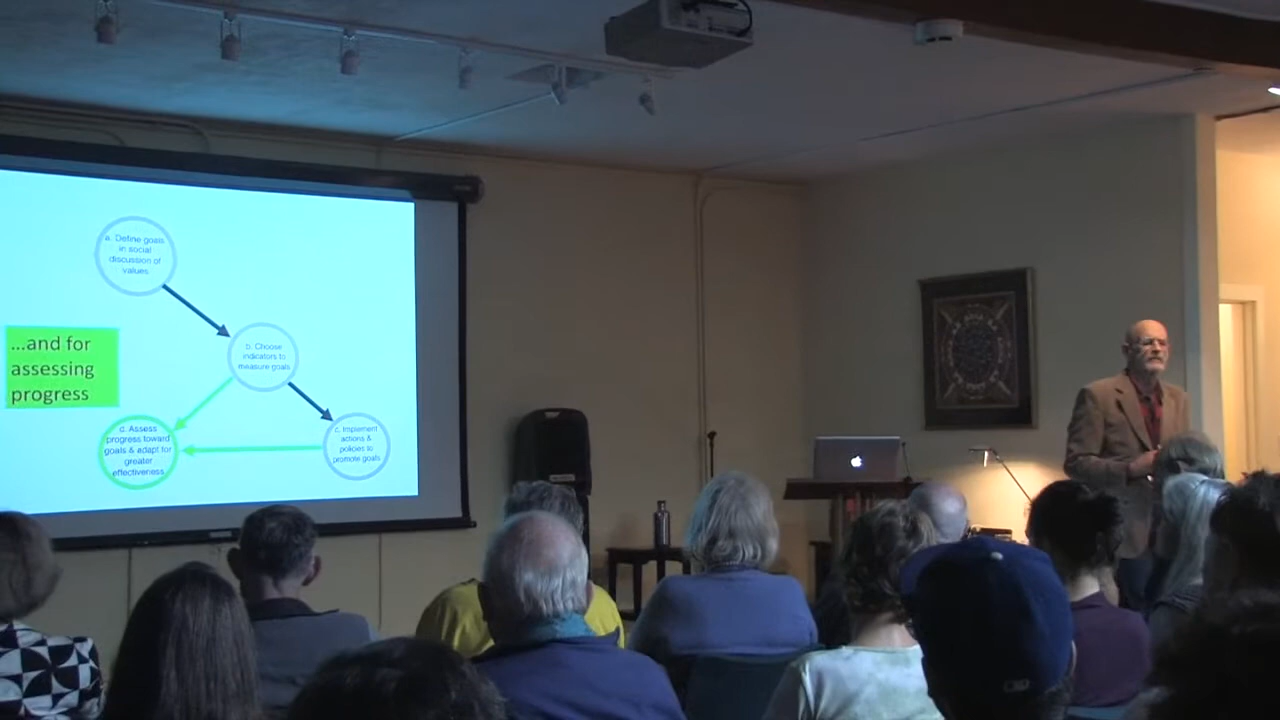 a. Define goals
in social
discussion of
values
...and for
assessing
progress
b. Choose
indicators to
measure goals
d. Assess
progress toward
goals & adapt for
greater
effectiveness
c. Implement
actions &
policies to
promote goals